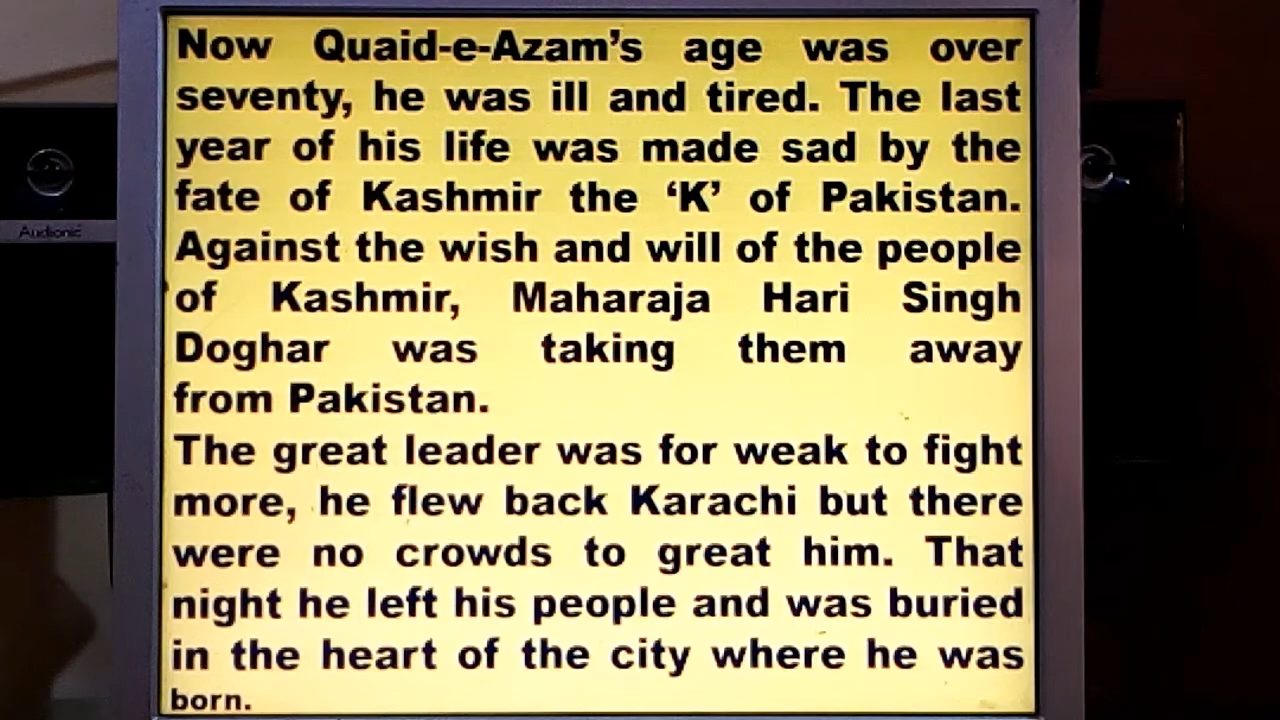 Now Quaid-e-Azam's age was over
seventy, he was ill and tired. The last
year of his life was made sad by the
fate of Kashmir the ‘K’ of Pakistan.
Against the wish and will of the people
of Kashmir, Maharaja Hari Singh
Doghar was taking them away
from Pakistan.
The great leader was for weak to fight
more, he flew back Karachi but there
were no crowds to great him. That
night he left his people and was buried
in the heart of the city where he was
born.
Audionic